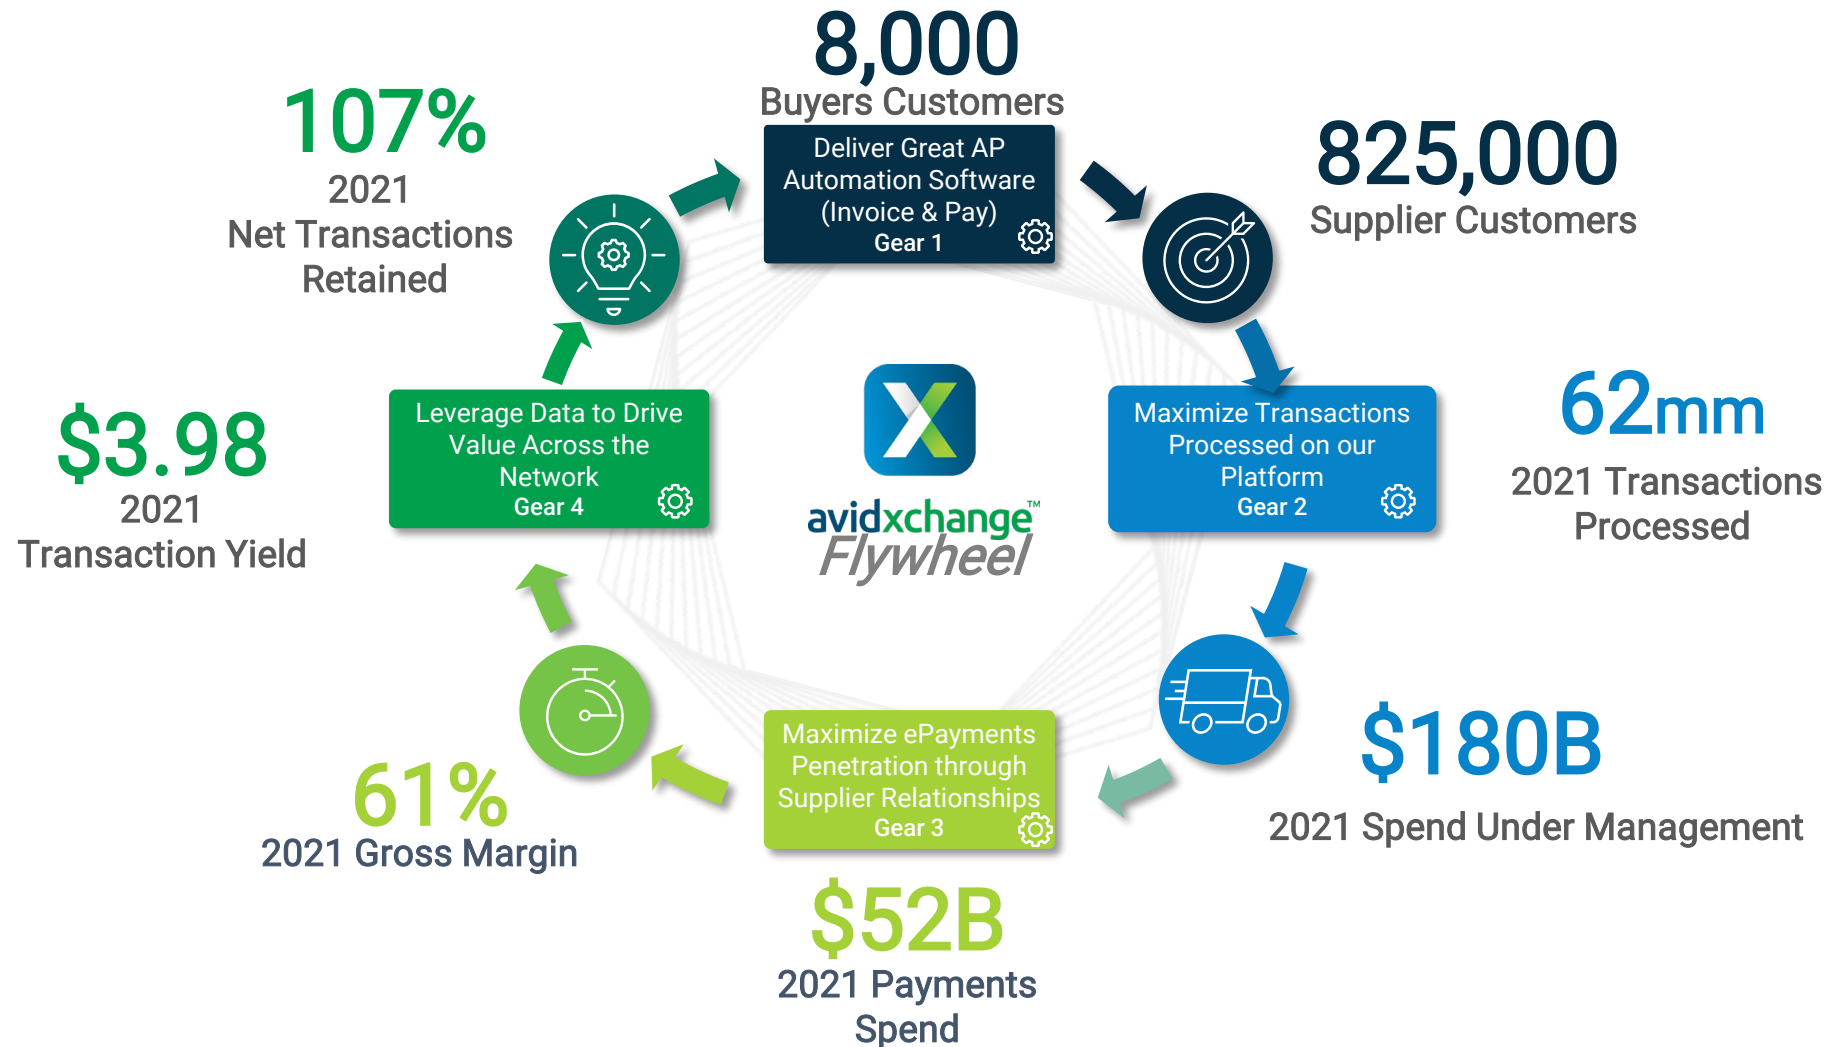 8,000
Buyers Customers
Deliver Great AP
Automation Software
(Invoice & Pay)
Gear 1
825,000
Supplier Customers
Maximize Transactions
Processed on our
Platform
Gear 2
62mm
2021 Transactions
Processed
$180B
2021 Spend Under Management
Maximize ePayments
Penetration through
Supplier Relationships
Gear 3
$52B
2021 Payments
Spend
61%
2021 Gross Margin
Leverage Data to Drive
Value Across the
Network
Gear 4
$3.98
2021
Transaction Yield
107%
2021
Net Transactions
Retained
X
avidxchange™
Flywheel